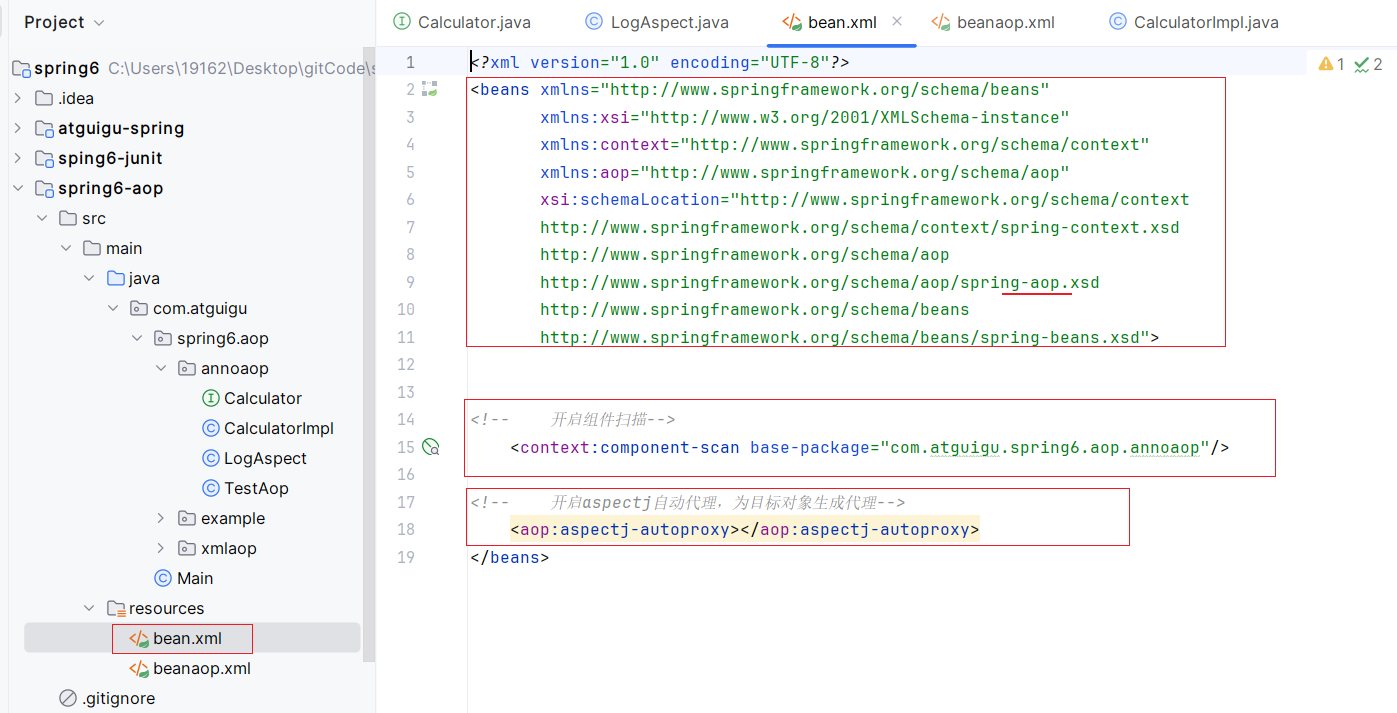 Project
spring6 C:\Users\19162\Desktop\gitCode\s
.idea
atguigu-spring
sping6-junit
spring6-aop
src
main
java
com.atguigu
spring6.aop
annoaop
Calculator
CalculatorImpl
LogAspect
TestAop
example
xmlaop
Main
resources
bean.xml
beanaop.xml
.gitignore
Calculator.java LogAspect.java bean.xml beanaop.xml CalculatorImpl.java
1 <?xml version="1.0" encoding="UTF-8"?> 1 2
2 <beans xmlns="http://www.springframework.org/schema/beans"
3 xmlns:xsi="http://www.w3.org/2001/XMLSchema-instance"
4 xmlns:context="http://www.springframework.org/schema/context"
5 xmlns:aop="http://www.springframework.org/schema/aop"
6 xsi:schemaLocation="http://www.springframework.org/schema/context
7 http://www.springframework.org/schema/context/spring-context.xsd
8 http://www.springframework.org/schema/aop
9 http://www.springframework.org/schema/aop/spring-aop.xsd
10 http://www.springframework.org/schema/beans
11 http://www.springframework.org/schema/beans/spring-beans.xsd">
12
13
14 <!-- 开启组件扫描-->
15 <context:component-scan base-package="com.atguigu.spring6.aop.annoaop"/>
16
17 <!-- 开启aspectj自动代理，为目标对象生成代理-->
18 <aop:aspectj-autoproxy></aop:aspectj-autoproxy>
19 </beans>